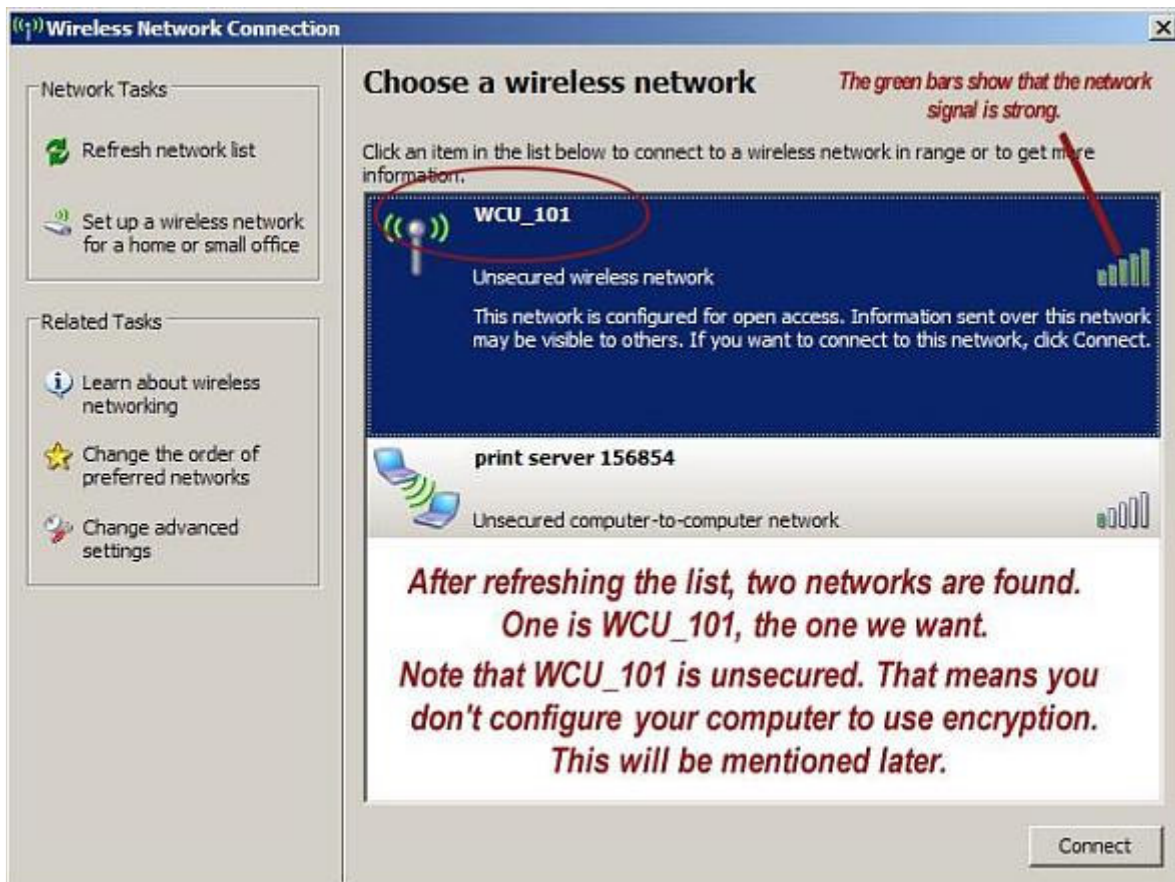 Wireless Network Connection
Network Tasks
Refresh network list
Set up a wireless network
for a home or small office
Related Tasks
Learn about wireless
networking
Change the order of
preferred networks
Change advanced
settings
Choose a wireless network
The green bars show that the network
signal is strong.
Click an item in the list below to connect to a wireless network in range or to get more
information.
WCU_101
Unsecured wireless network
This network is configured for open access. Information sent over this network
may be visible to others. If you want to connect to this network, click Connect.
print server 156854
Unsecured computer-to-computer network
After refreshing the list, two networks are found.
One is WCU_101, the one we want.
Note that WCU_101 is unsecured. That means you
don't configure your computer to use encryption.
This will be mentioned later.
Connect